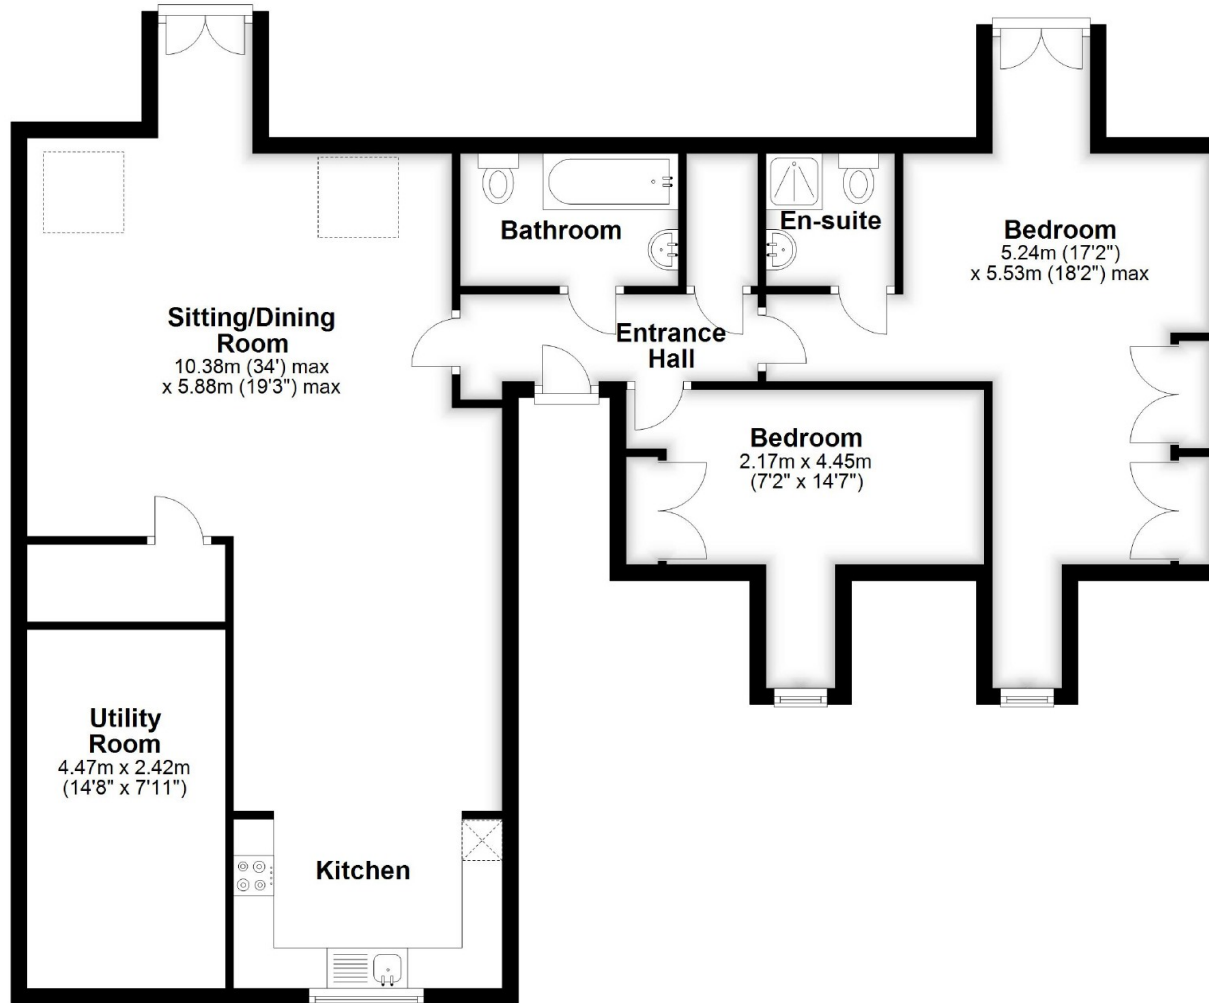 Bathroom
En-suite
Bedroom
5.24m (17'2")
x 5.53m (18'2") max
Sitting/Dining
Room
10.38m (34') max
x 5.88m (19'3") max
Entrance
Hall
Bedroom
2.17m x 4.45m
(7'2" x 14'7")
Utility
Room
4.47m x 2.42m
(14'8" x 7'11")
Kitchen